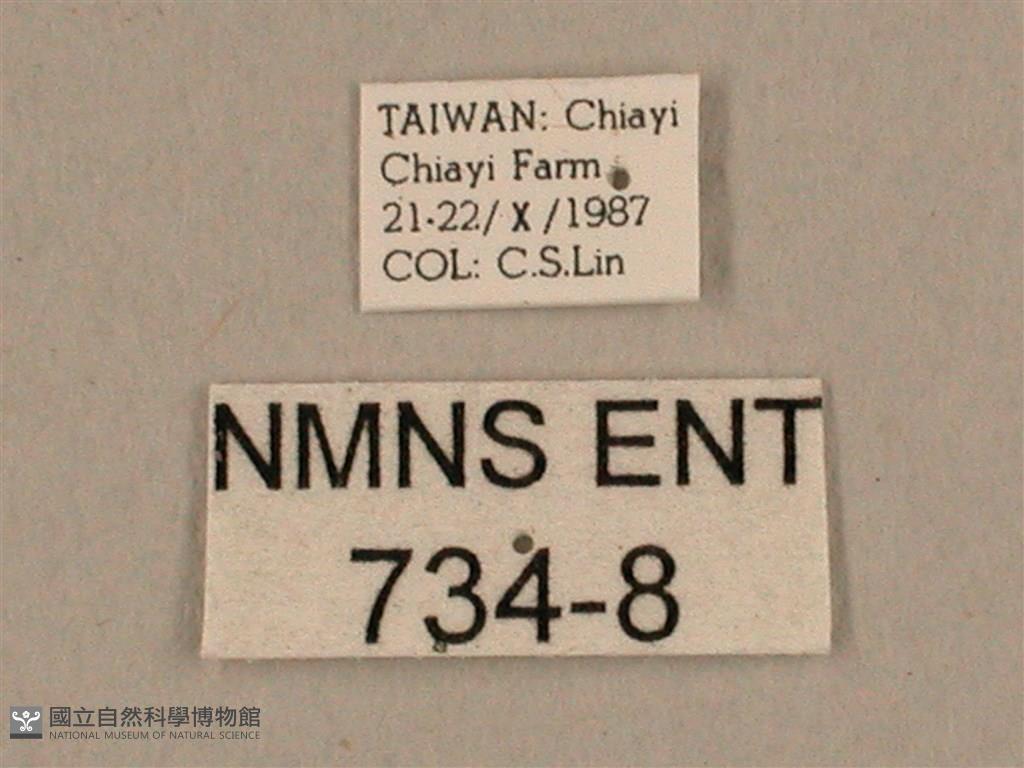 TAIWAN: Chiayi
Chiayi Farm
21-22/X/1987
COL: C.S.Lin
NMNS ENT
734-8
國立自然科學博物館
NATIONAL MUSEUM OF NATURAL SCIENCE